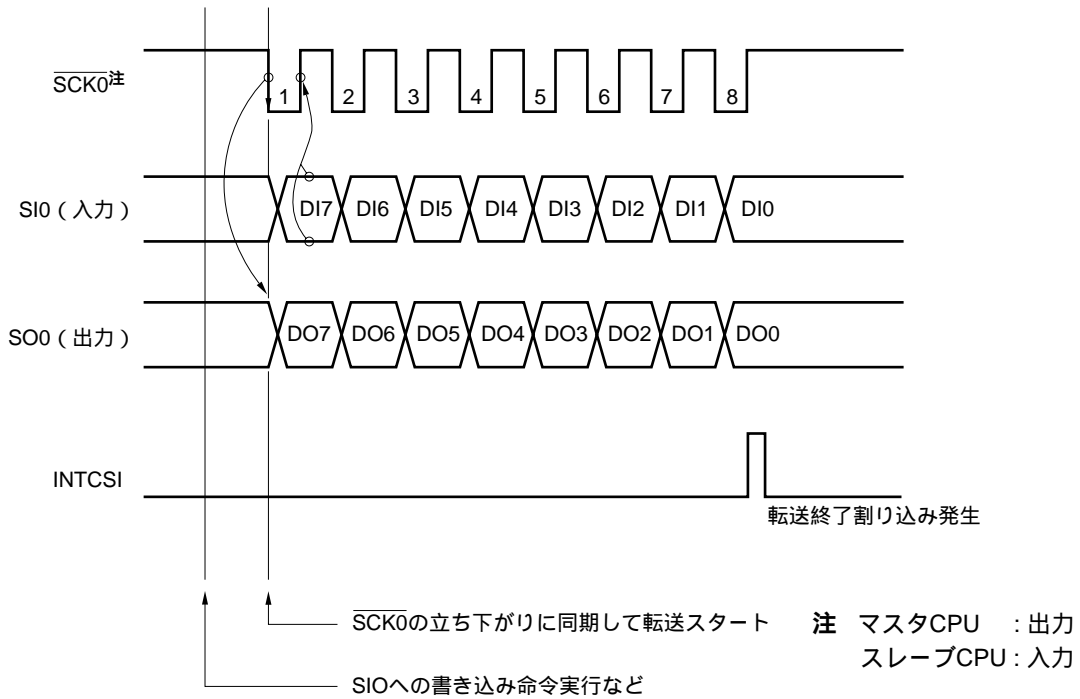 SCK0注
1 2 3 4 5 6 7 8
SI0（入力）
DI7 DI6 DI5 DI4 DI3 DI2 DI1 DI0
SO0（出力）
DO7 DO6 DO5 DO4 DO3 DO2 DO1 DO0
INTCSI
転送終了割り込み発生
SCK0の立ち下がりに同期して転送スタート
SIOへの書き込み命令実行など
注 マスタCPU : 出力
スレーブCPU : 入力